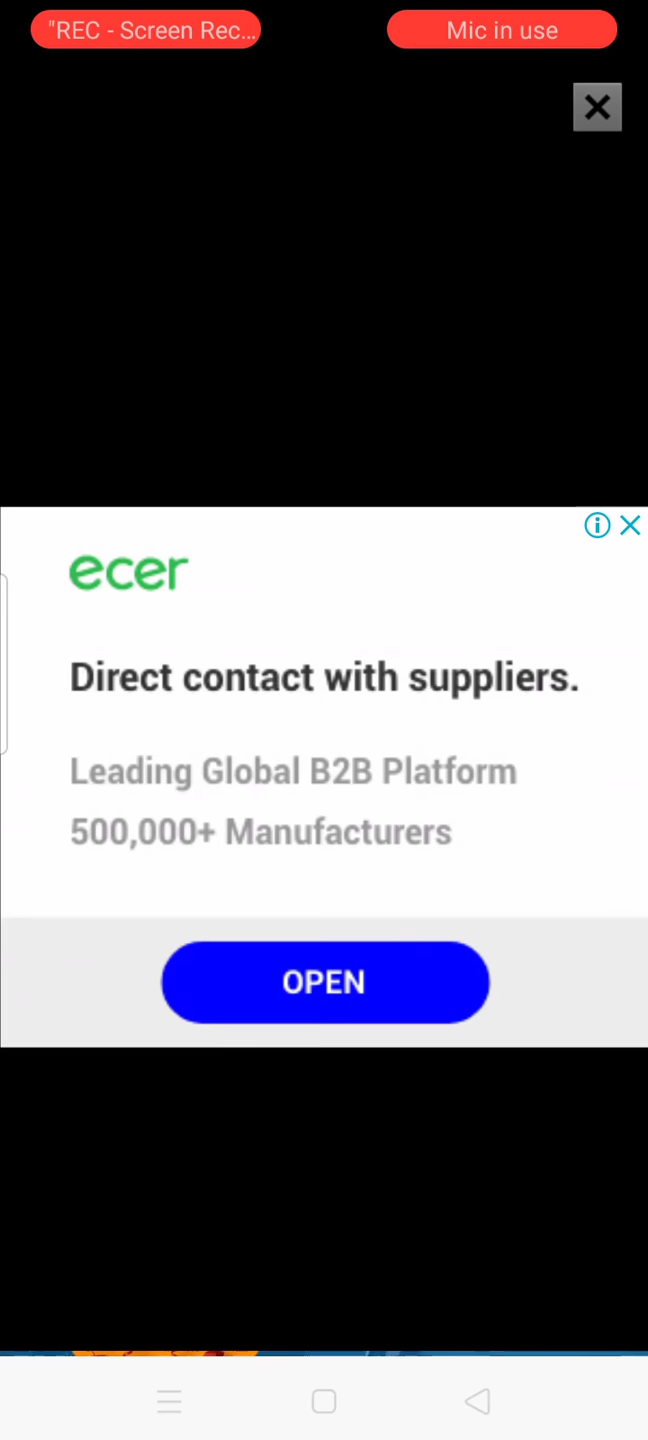 "REC - Screen Rec...
Mic in use
ecer
Direct contact with suppliers.
Leading Global B2B Platform
500,000+ Manufacturers
OPEN